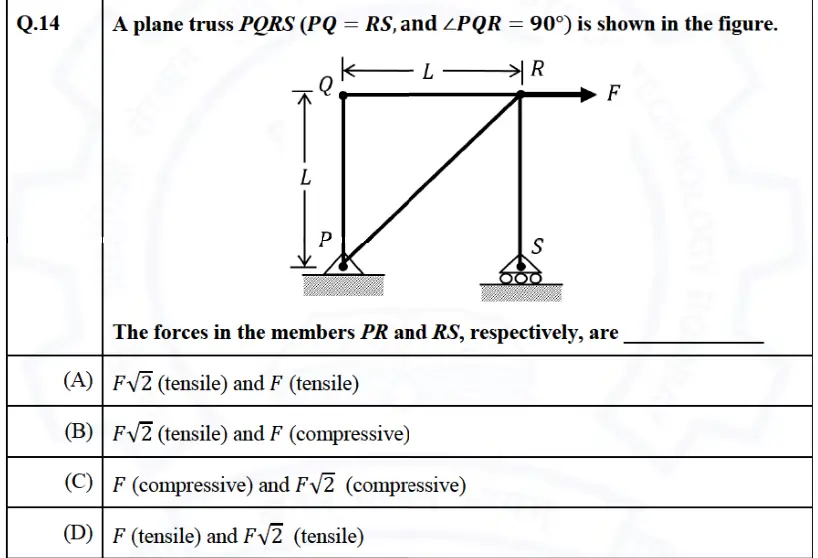 Q.14 A plane truss PQRS (PQ = RS, and ∠PQR = 90°) is shown in the figure.
L R
Q F
L
P S
The forces in the members PR and RS, respectively, are ____________
(A) F√2 (tensile) and F (tensile)
(B) F√2 (tensile) and F (compressive)
(C) F (compressive) and F√2 (compressive)
(D) F (tensile) and F√2 (tensile)